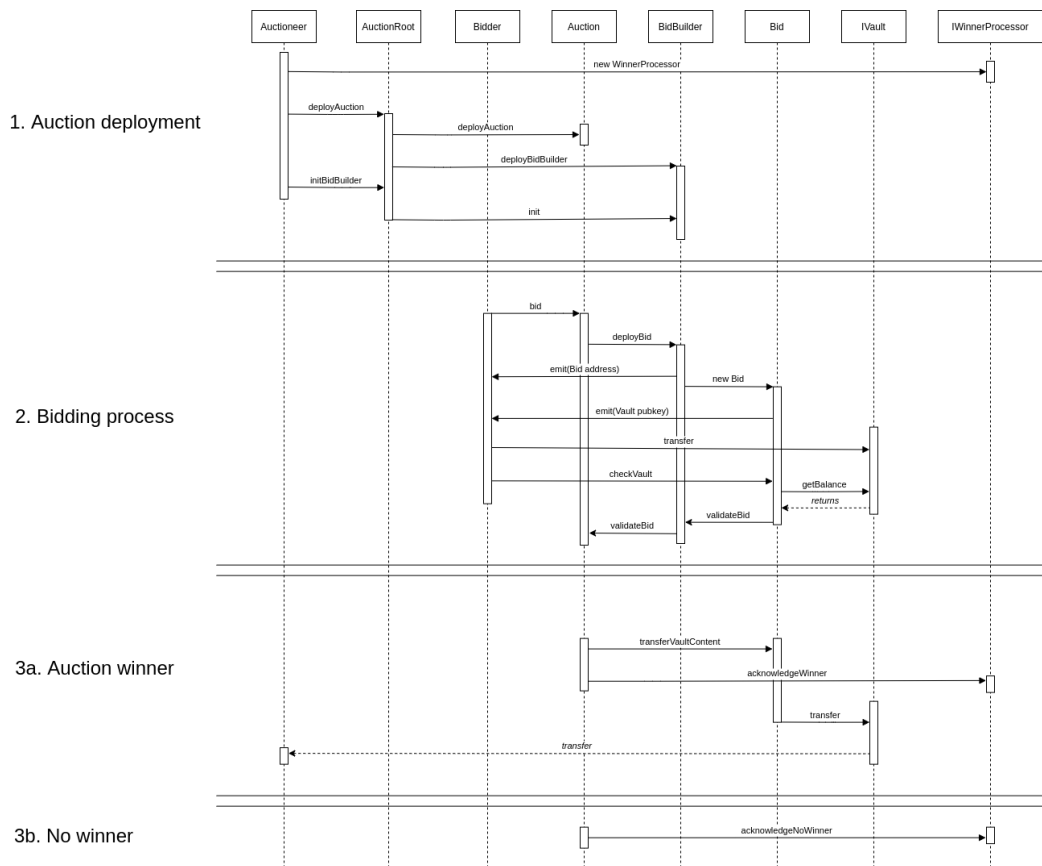 Auctioneer
AuctionRoot
Bidder
Auction
BidBuilder
Bid
IVault
IWinnerProcessor
new WinnerProcessor
deployAuction
1. Auction deployment
deployAuction
deployBidBuilder
initBidBuilder
init
bid
deployBid
emit(Bid address)
new Bid
2. Bidding process
emit(Vault pubkey)
transfer
checkVault
getBalance
returns
validateBid
validateBid
transferVaultContent
3a. Auction winner
acknowledgeWinner
transfer
transfer
3b. No winner
acknowledgeNoWinner